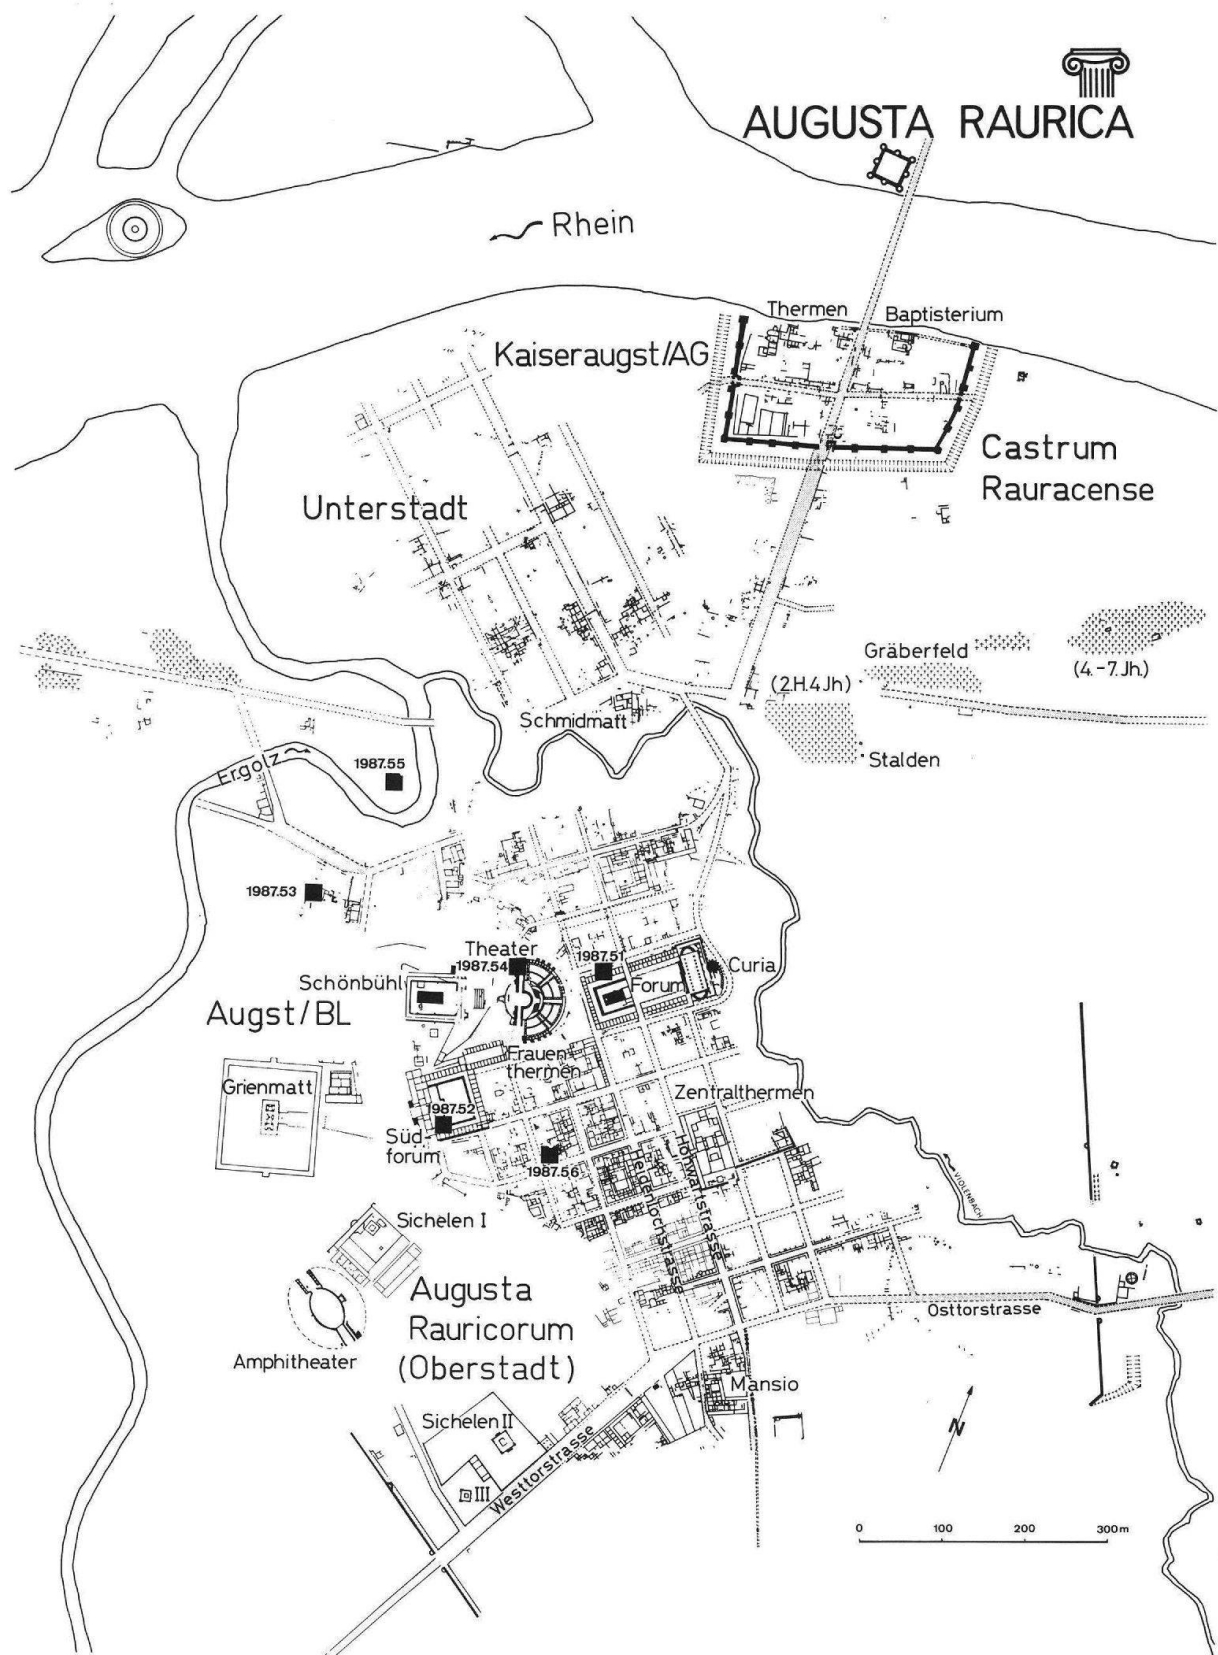 AUGUSTA RAURICA
Rhein
Thermen
Baptisterium
Kaiseraugst/AG
Castrum
Rauracense
Unterstadt
Gräberfeld
(2.H.4.Jh)
(4.-7.Jh.)
Schmidmatt
Stalden
Ergolz
1987.55
1987.53
Theater
1987.54
1987.51
Curia
Schönbühl
Forum
Augst/BL
Frauen-
thermen
Grienmatt
Zentralthermen
1987.52
Süd-
forum
1987.56
Hohwartstrasse
VIOLENBACH
Sichelen I
Augusta
Rauricorum
(Oberstadt)
Osttorstrasse
Amphitheater
Mansio
Sichelen II
Westtorstrasse
III
N
0 100 200 300m